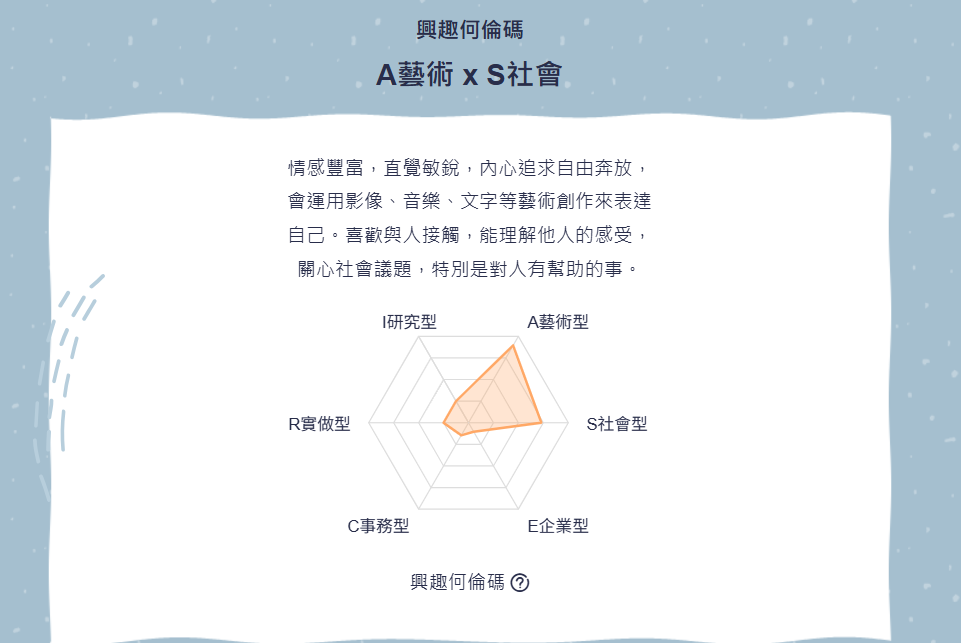 興趣何倫碼
A藝術 x S社會
情感豐富，直覺敏銳，內心追求自由奔放，
會運用影像、音樂、文字等藝術創作來表達
自己。喜歡與人接觸，能理解他人的感受，
關心社會議題，特別是對人有幫助的事。
I研究型
A藝術型
R實做型
S社會型
C事務型
E企業型
興趣何倫碼 ?